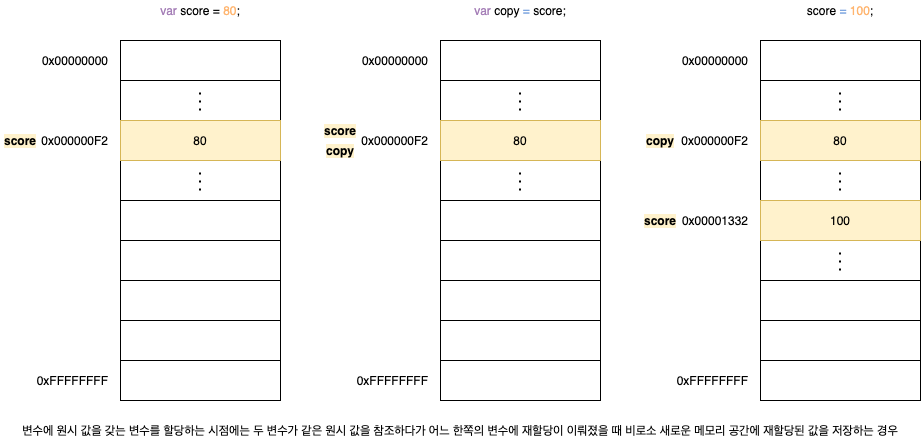 var score = 80;
var copy = score;
score = 100;
0x00000000
0x00000000
0x00000000
⋮
⋮
⋮
score 0x000000F2
80
score
copy
0x000000F2
80
copy 0x000000F2
80
⋮
⋮
⋮
score 0x00001332
100
⋮
0xFFFFFFFF
0xFFFFFFFF
0xFFFFFFFF
변수에 원시 값을 갖는 변수를 할당하는 시점에는 두 변수가 같은 원시 값을 참조하다가 어느 한쪽의 변수에 재할당이 이뤄졌을 때 비로소 새로운 메모리 공간에 재할당된 값을 저장하는 경우